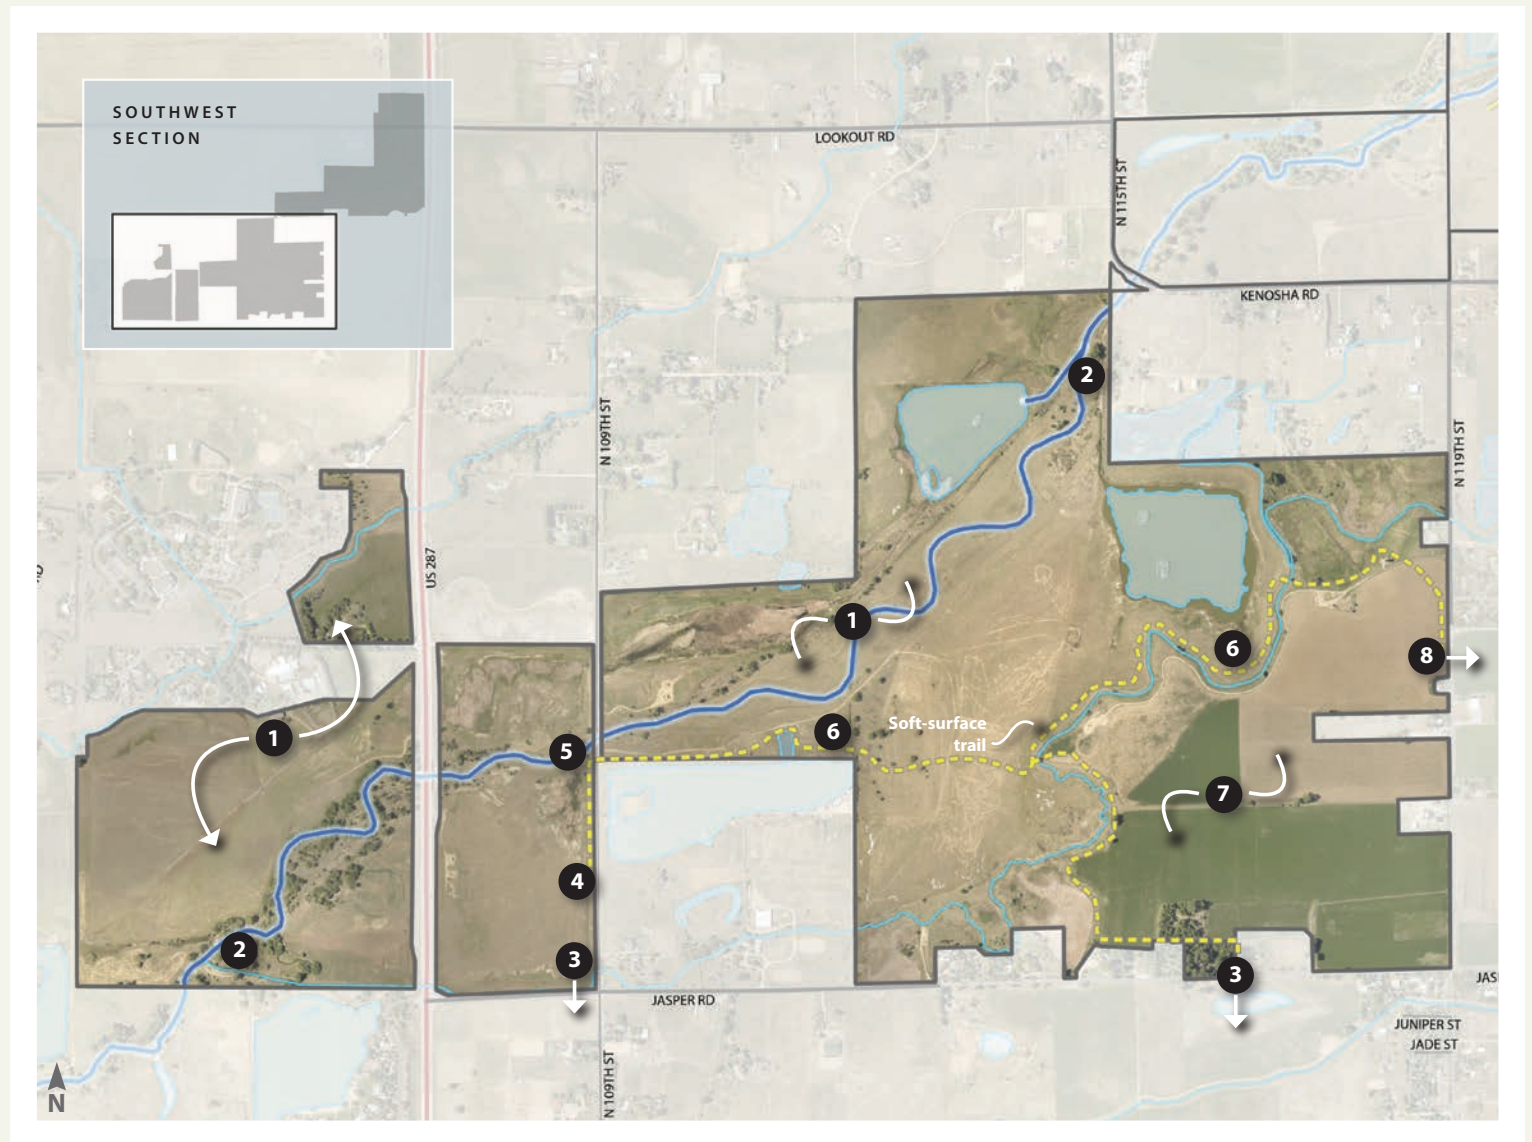 SOUTHWEST
SECTION
LOOKOUT RD
N 115TH ST
KENOSHA RD
2
N 109TH ST
N 119TH ST
US 287
1
6
8
Soft-surface
trail
1
6
5
7
4
2
3
3
JASPER RD
JAS
JUNIPER ST
JADE ST
N 109TH ST
N